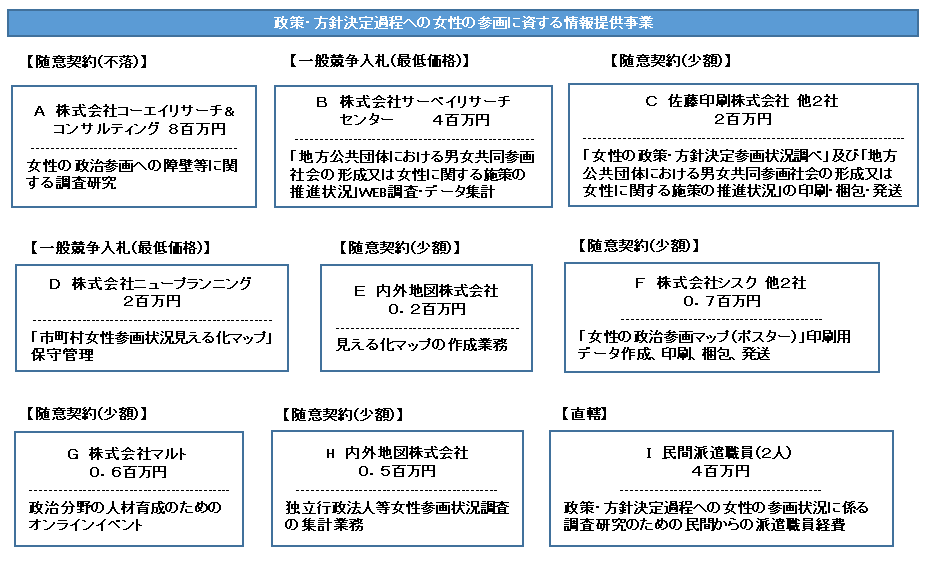 政策・方針決定過程への女性の参画に資する情報提供事業
【随意契約(不落)】
【一般競争入札(最低価格)】
【随意契約(少額)】
A 株式会社コーエイリサーチ＆
コンサルティング 8百万円
女性の政治参画への障壁等に関
する調査研究
B 株式会社サーベイリサーチ
センター 4百万円
「地方公共団体における男女共同参画
社会の形成又は女性に関する施策の
推進状況」WEB調査・データ集計
C 佐藤印刷株式会社 他2社
2百万円
「女性の政策・方針決定参画状況調べ」及び「地方
公共団体における男女共同参画社会の形成又は
女性に関する施策の推進状況」の印刷・梱包・発送
【一般競争入札(最低価格)】
【随意契約(少額)】
【随意契約(少額)】
D 株式会社ニュープランニング
2百万円
「市町村女性参画状況見える化マップ」
保守管理
E 内外地図株式会社
0．2百万円
見える化マップの作成業務
F 株式会社シスク 他2社
0．7百万円
「女性の政治参画マップ(ポスター)」印刷用
データ作成、印刷、梱包、発送
【随意契約(少額)】
【随意契約(少額)】
【直轄】
G 株式会社マルト
0．6百万円
政治分野の人材育成のための
オンラインイベント
H 内外地図株式会社
0．5百万円
独立行政法人等女性参画状況調査
の集計業務
I 民間派遣職員(2人)
4百万円
政策・方針決定過程への女性の参画状況に係る
調査研究のための民間からの派遣職員経費